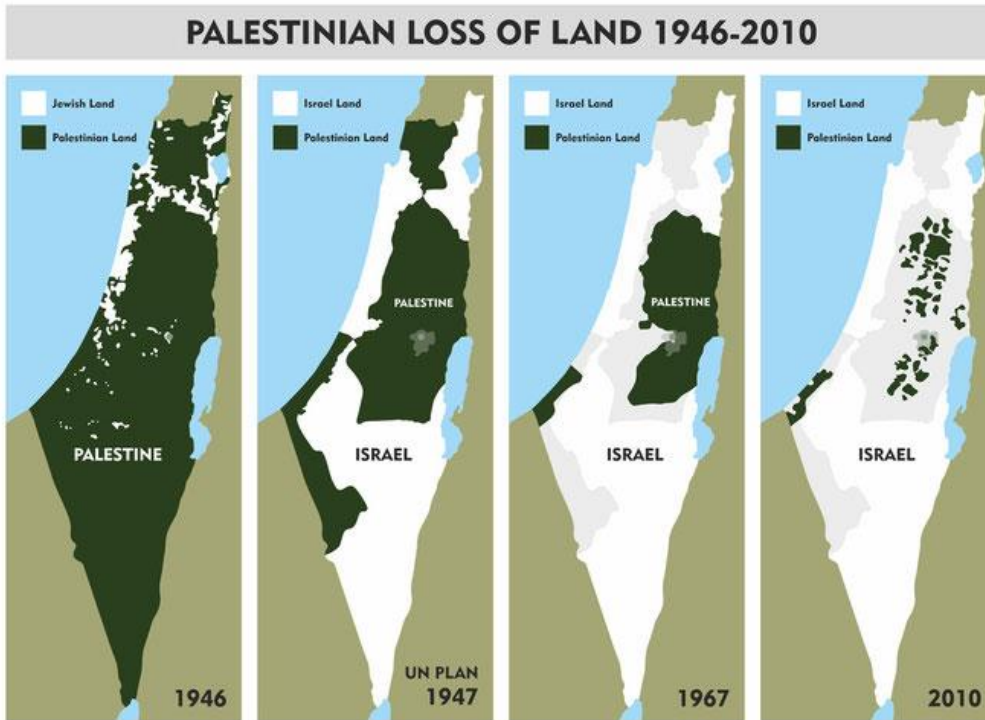 PALESTINIAN LOSS OF LAND 1946-2010
Jewish Land
Palestinian Land
PALESTINE
1946
Israel Land
Palestinian Land
PALESTINE
ISRAEL
UN PLAN
1947
Israel Land
Palestinian Land
PALESTINE
ISRAEL
1967
Israel Land
Palestinian Land
ISRAEL
2010